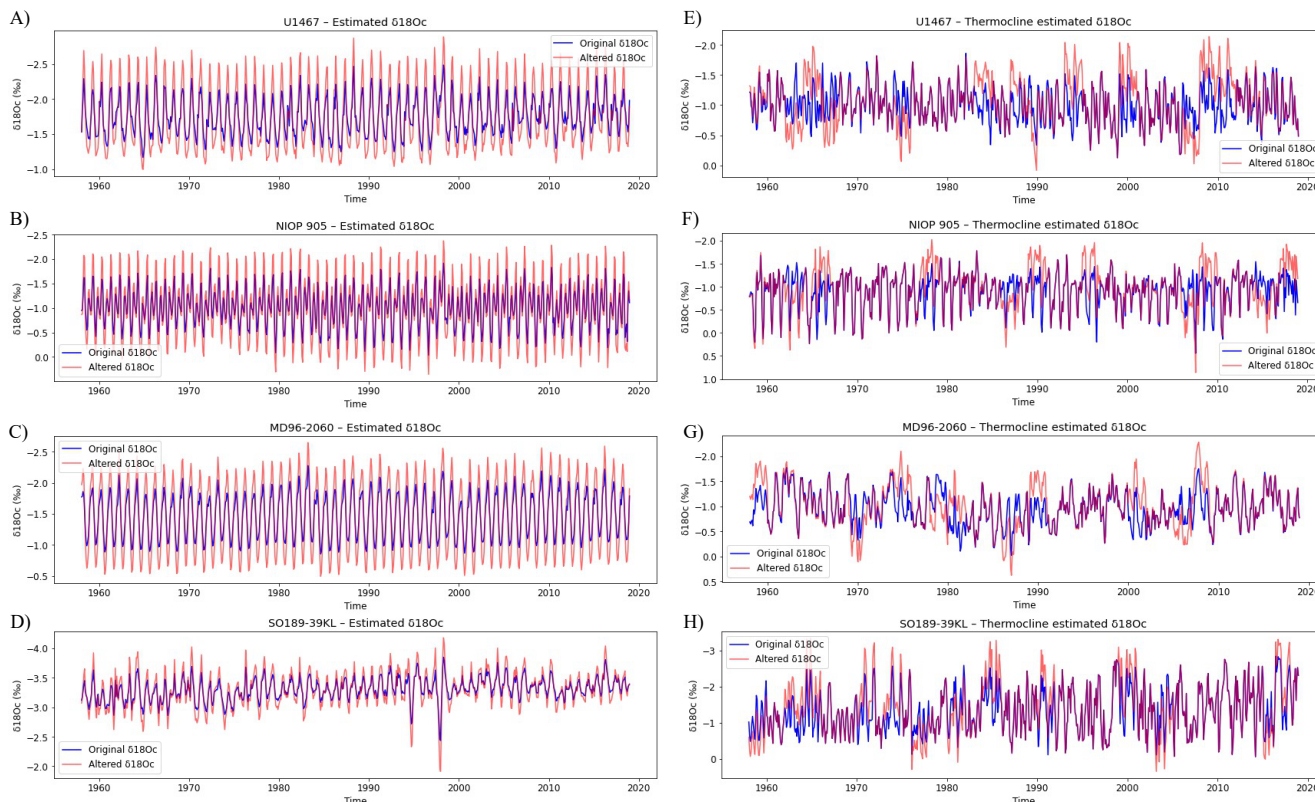 A)
U1467 – Estimated δ18Oc
δ18Oc (‰)
−2.5
−2.0
−1.5
−1.0
Original δ18Oc
Altered δ18Oc
1960 1970 1980 1990 2000 2010 2020
Time
B)
NIOP 905 – Estimated δ18Oc
δ18Oc (‰)
−2.5
−2.0
−1.5
−1.0
−0.5
0.0
Original δ18Oc
Altered δ18Oc
1960 1970 1980 1990 2000 2010 2020
Time
C)
MD96-2060 – Estimated δ18Oc
δ18Oc (‰)
−2.5
−2.0
−1.5
−1.0
−0.5
Original δ18Oc
Altered δ18Oc
1960 1970 1980 1990 2000 2010 2020
Time
D)
SO189-39KL – Estimated δ18Oc
δ18Oc (‰)
−4.0
−3.5
−3.0
−2.5
−2.0
Original δ18Oc
Altered δ18Oc
1960 1970 1980 1990 2000 2010 2020
Time
E)
U1467 – Thermocline estimated δ18Oc
δ18Oc (‰)
−2.0
−1.5
−1.0
−0.5
0.0
Original δ18Oc
Altered δ18Oc
1960 1970 1980 1990 2000 2010 2020
Time
F)
NIOP 905 – Thermocline estimated δ18Oc
δ18Oc (‰)
−2.0
−1.5
−1.0
−0.5
0.0
0.5
1.0
Original δ18Oc
Altered δ18Oc
1960 1970 1980 1990 2000 2010 2020
Time
G)
MD96-2060 – Thermocline estimated δ18Oc
δ18Oc (‰)
−2.0
−1.5
−1.0
−0.5
0.0
0.5
Original δ18Oc
Altered δ18Oc
1960 1970 1980 1990 2000 2010 2020
Time
H)
SO189-39KL – Thermocline estimated δ18Oc
δ18Oc (‰)
−3
−2
−1
0
Original δ18Oc
Altered δ18Oc
1960 1970 1980 1990 2000 2010 2020
Time